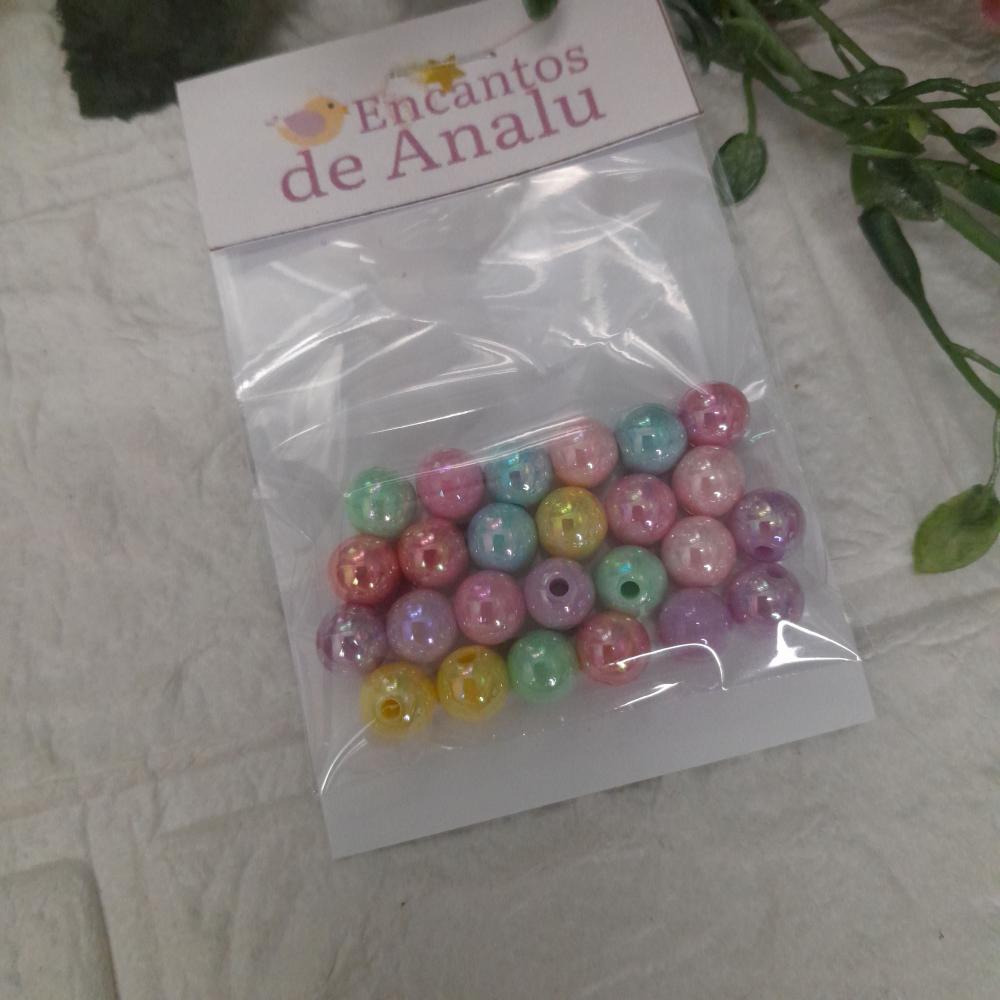 Encantos
de Analu